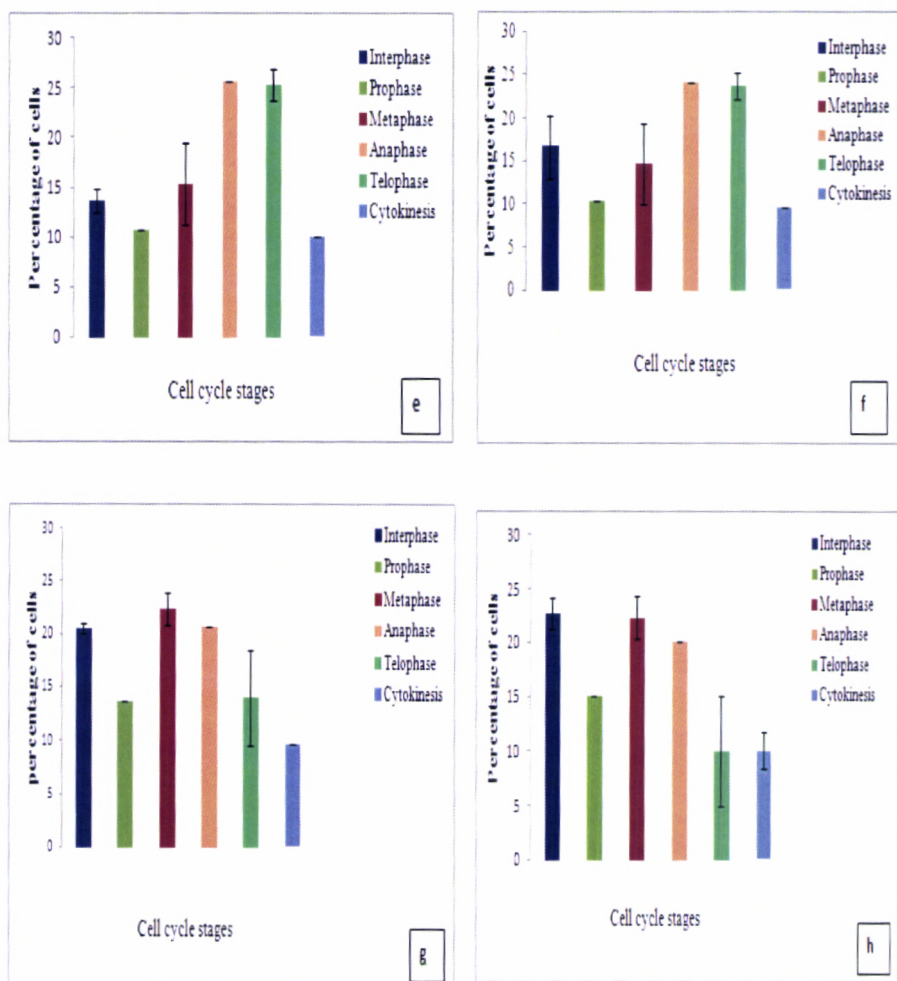 30
25
20
15
10
5
0
Percentage of cells
Interphase
Prophase
Metaphase
Anaphase
Telophase
Cytokinesis
Cell cycle stages
e
30
25
20
15
10
5
0
Percentage of cells
Interphase
Prophase
Metaphase
Anaphase
Telophase
Cytokinesis
Cell cycle stages
f
30
25
20
15
10
5
0
percentage of cells
Interphase
Prophase
Metaphase
Anaphase
Telophase
Cytokinesis
Cell cycle stages
g
30
25
20
15
10
5
0
Percentage of cells
Interphase
Prophase
Metaphase
Anaphase
Telophase
Cytokinesis
Cell cycle stages
h